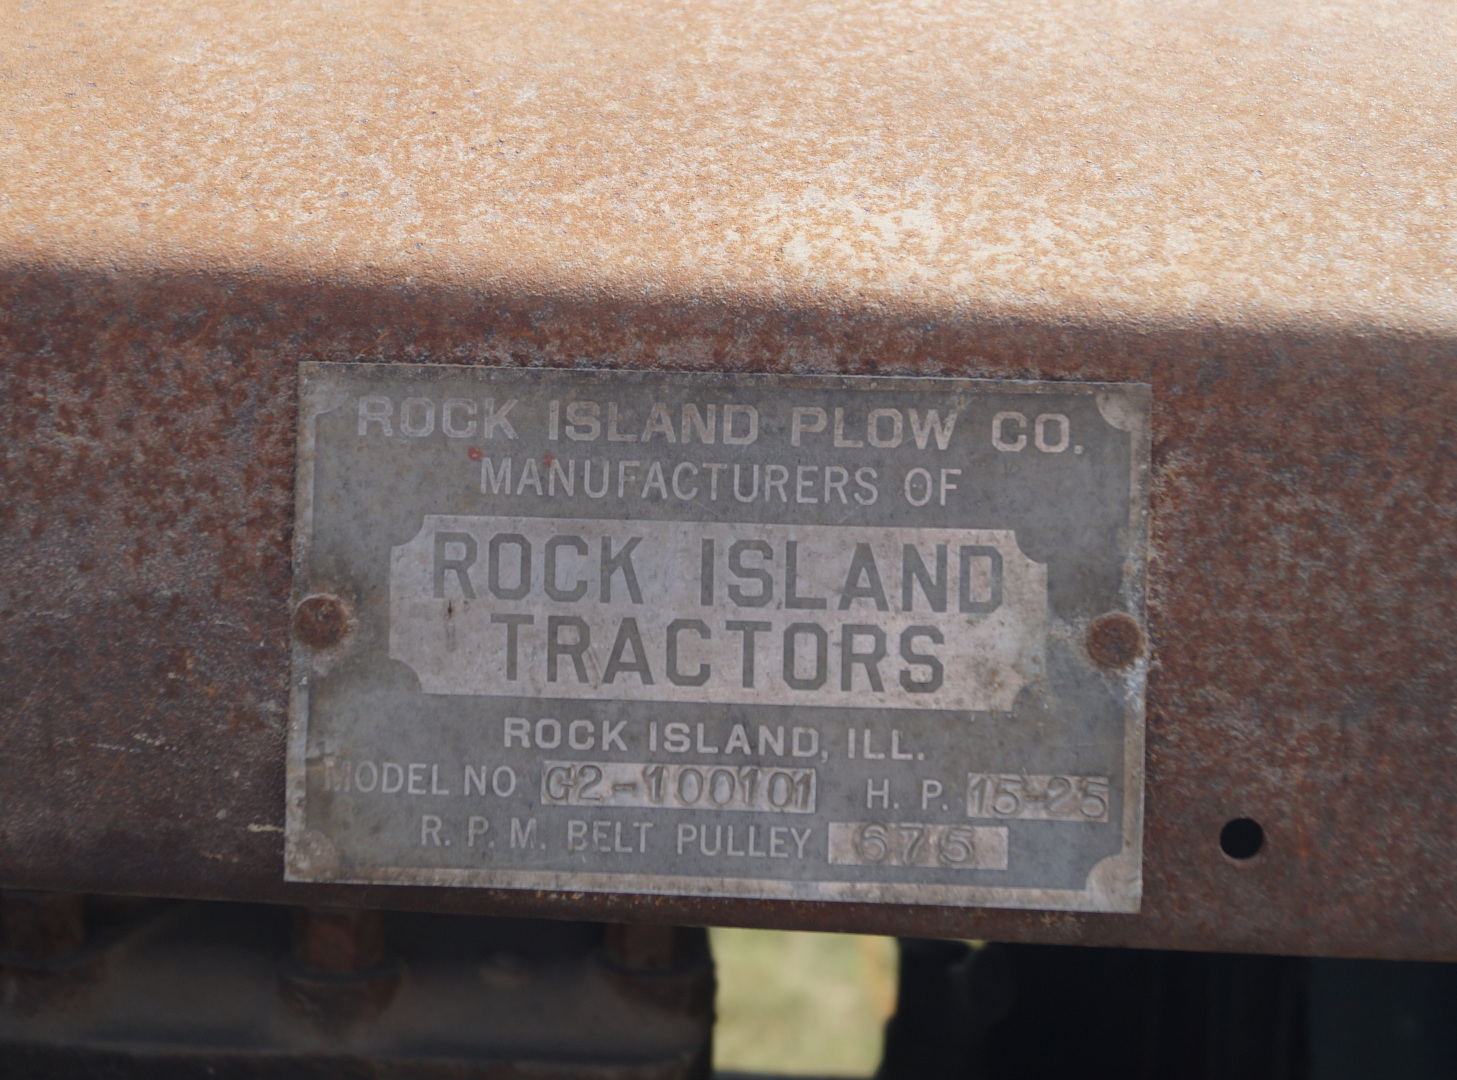 ROCK ISLAND PLOW CO.
MANUFACTURERS OF
ROCK ISLAND
TRACTORS
ROCK ISLAND, ILL.
MODEL NO G2-100101 H. P. 15-25
R. P. M. BELT PULLEY 675